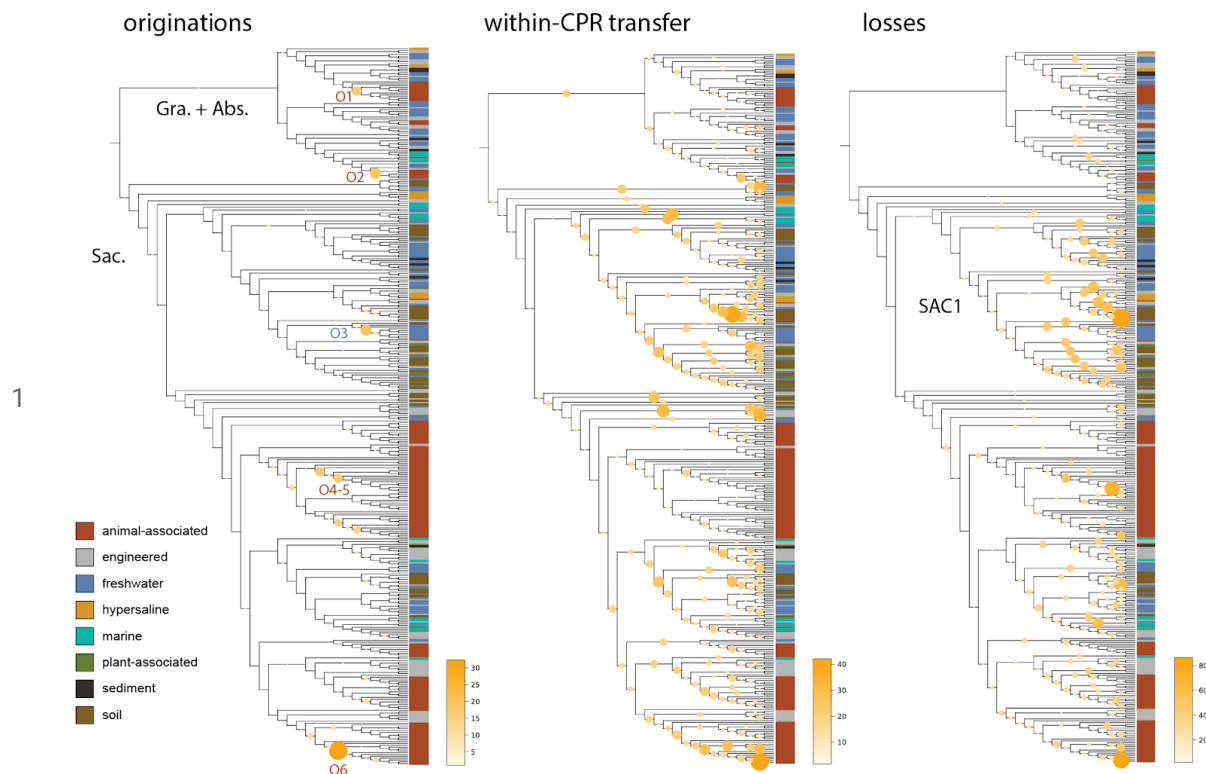 originations
within-CPR transfer
losses
Gra. + Abs.
O1
O2
Sac.
O3
SAC1
1
O4-5
animal-associated
engineered
freshwater
hypersaline
marine
plant-associated
sediment
soil
30
25
20
15
10
5
40
30
20
10
80
60
40
20
O6